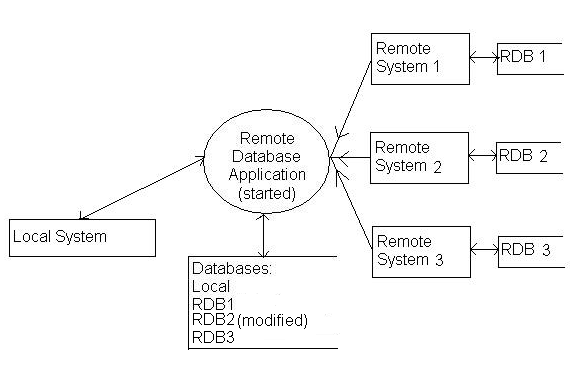 Remote
System 1
RDB 1
Remote
Database
Application
(started)
Remote
System 2
RDB 2
Local System
Remote
System 3
RDB 3
Databases:
Local
RDB1
RDB2 (modified)
RDB3